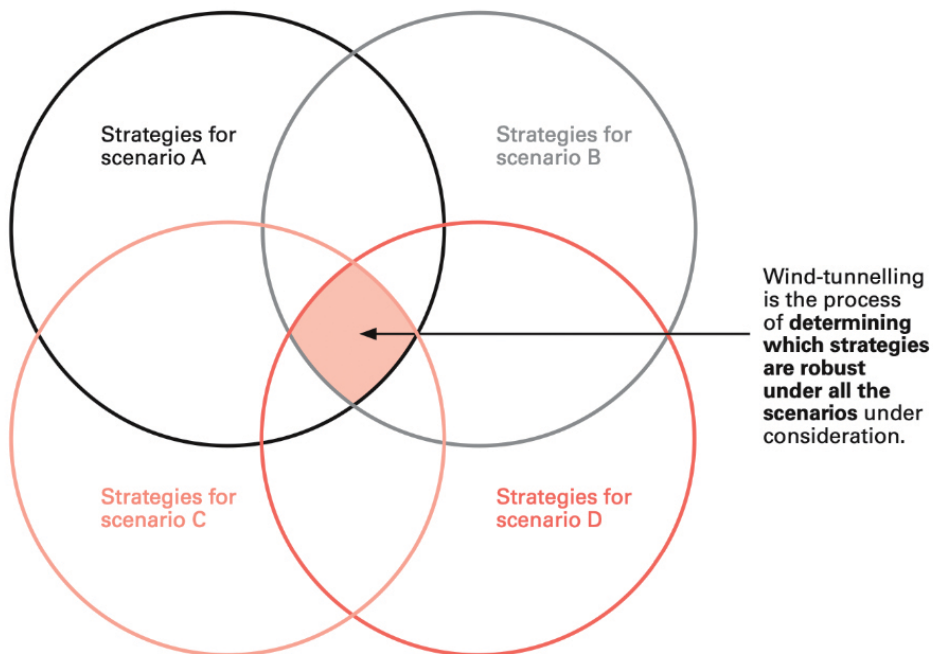 Strategies for
scenario A
Strategies for
scenario B
Wind-tunnelling
is the process
of determining
which strategies
are robust
under all the
scenarios under
consideration.
Strategies for
scenario C
Strategies for
scenario D